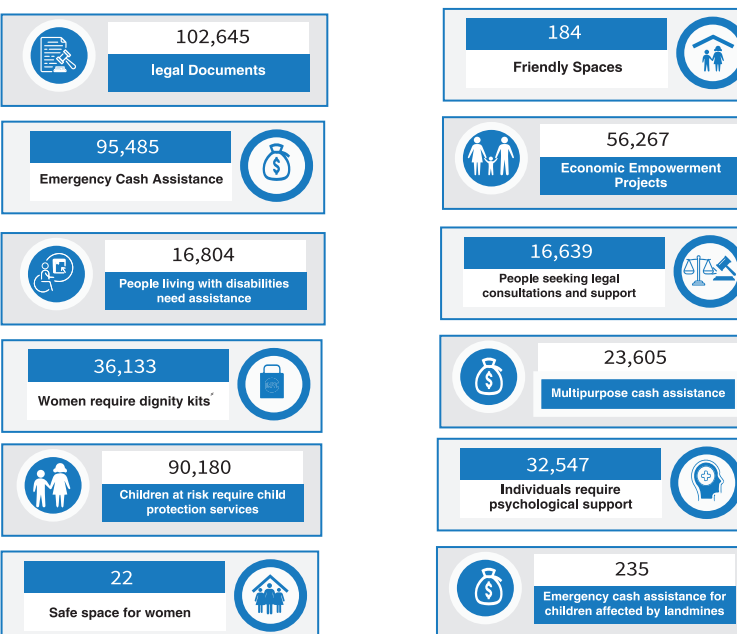 102,645
legal Documents
95,485
Emergency Cash Assistance
16,804
People living with disabilities
need assistance
36,133
Women require dignity kits´
90,180
Children at risk require child
protection services
22
Safe space for women
184
Friendly Spaces
56,267
Economic Empowerment
Projects
16,639
People seeking legal
consultations and support
23,605
Multipurpose cash assistance
32,547
Individuals require
psychological support
235
Emergency cash assistance for
children affected by landmines